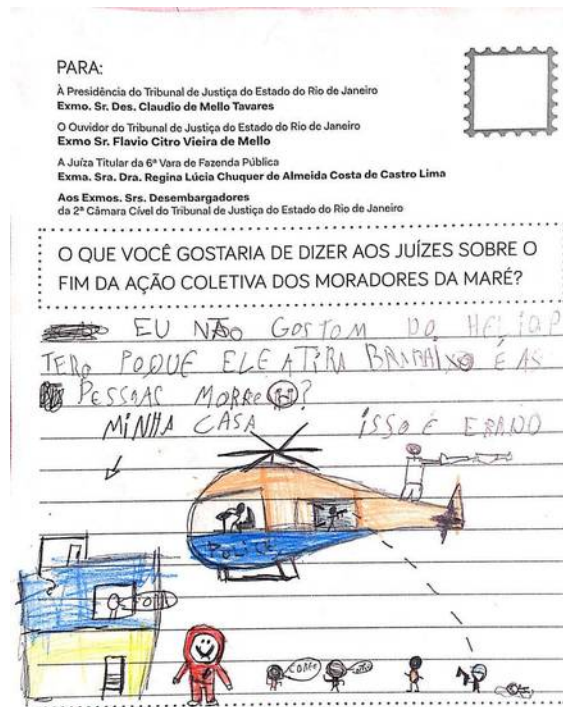 PARA:
À Presidência do Tribunal de Justiça do Estado do Rio de Janeiro
Exmo. Sr. Des. Claudio de Mello Tavares
O Ouvidor do Tribunal de Justiça do Estado do Rio de Janeiro
Exmo Sr. Flavio Citro Vieira de Mello
A Juíza Titular da 6ª Vara de Fazenda Pública
Exma. Sra. Dra. Regina Lúcia Chuquer de Almeida Costa de Castro Lima
Aos Exmos. Srs. Desembargadores
da 2ª Câmara Cível do Tribunal de Justiça do Estado do Rio de Janeiro
O QUE VOCÊ GOSTARIA DE DIZER AOS JUÍZES SOBRE O
FIM DA AÇÃO COLETIVA DOS MORADORES DA MARÉ?
EU NÃO GOSTOM DO HELIOP
TERO POQUE ELE ATIRA E AS
PESSOAS MORRE ?
MINHA CASA ISSO É ERADO
CORRE